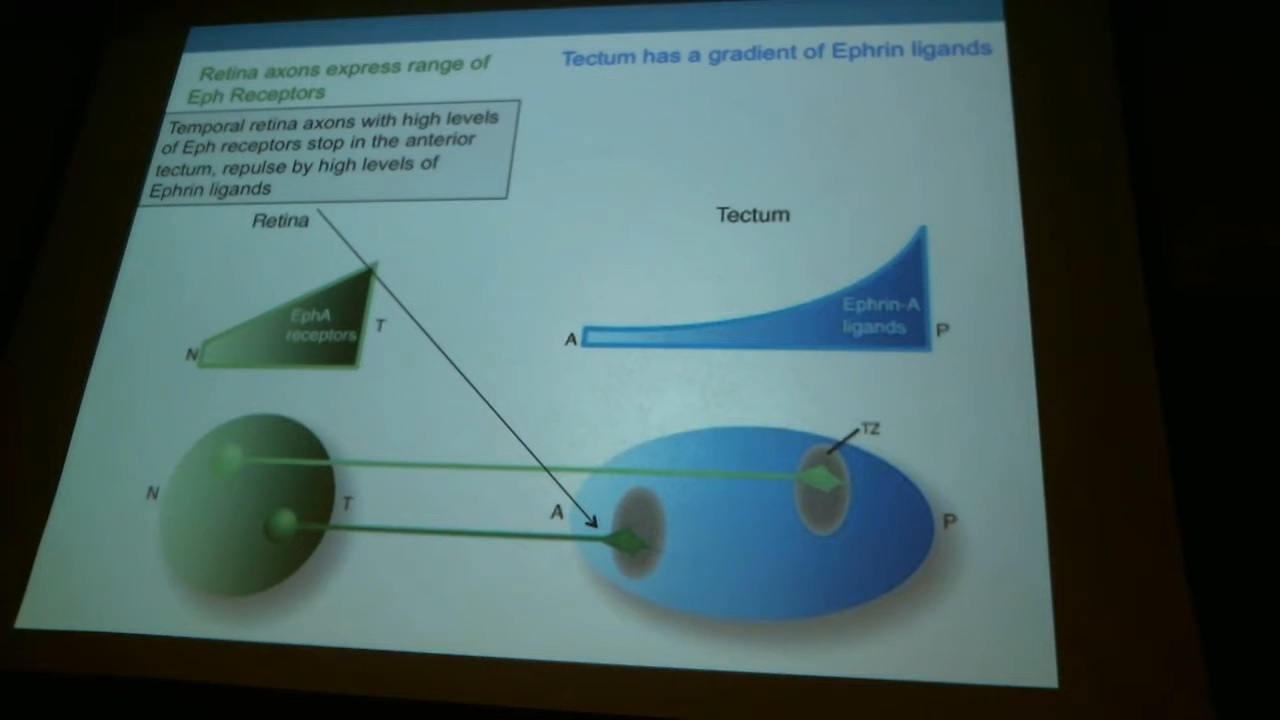 Retina axons express range of
Eph Receptors
Tectum has a gradient of Ephrin ligands
Temporal retina axons with high levels
of Eph receptors stop in the anterior
tectum, repulse by high levels of
Ephrin ligands
Retina
Tectum
EphA
receptors
N
T
Ephrin-A
ligands
A
P
TZ
N
T
A
P